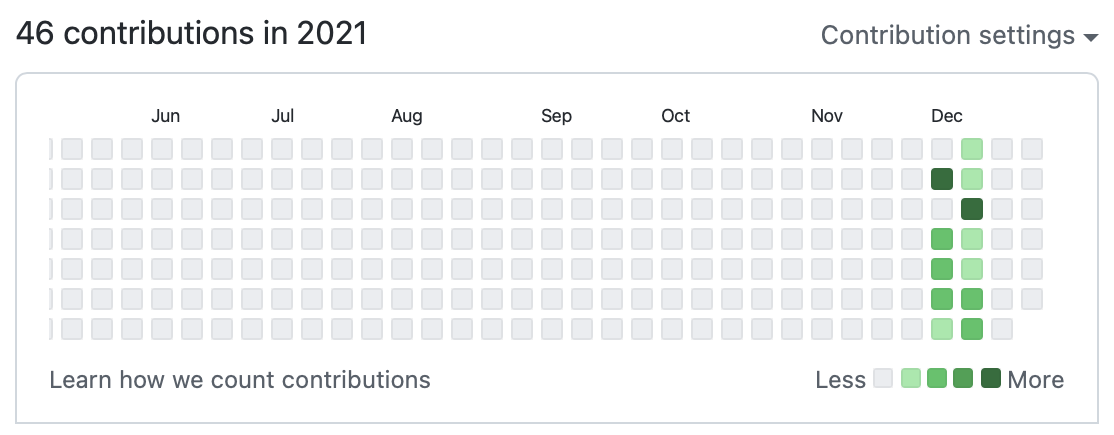 46 contributions in 2021
Contribution settings
Jun Jul Aug Sep Oct Nov Dec
Learn how we count contributions
Less More